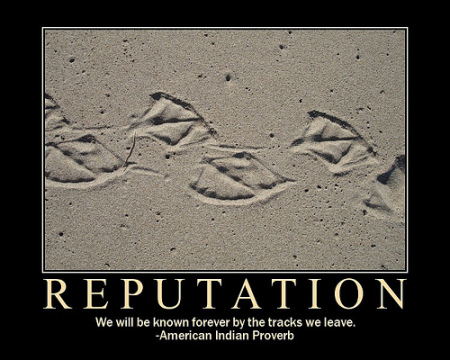 REPUTATION
We will be known forever by the tracks we leave.
-American Indian Proverb